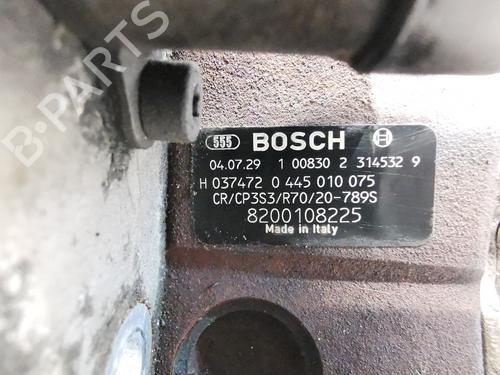 555 BOSCH
04.07.29 1 00830 2 314532 9
H 037472 0 445 010 075
CR/CP3S3/R70/20-789S
8200108225
Made in Italy
B-PARTS